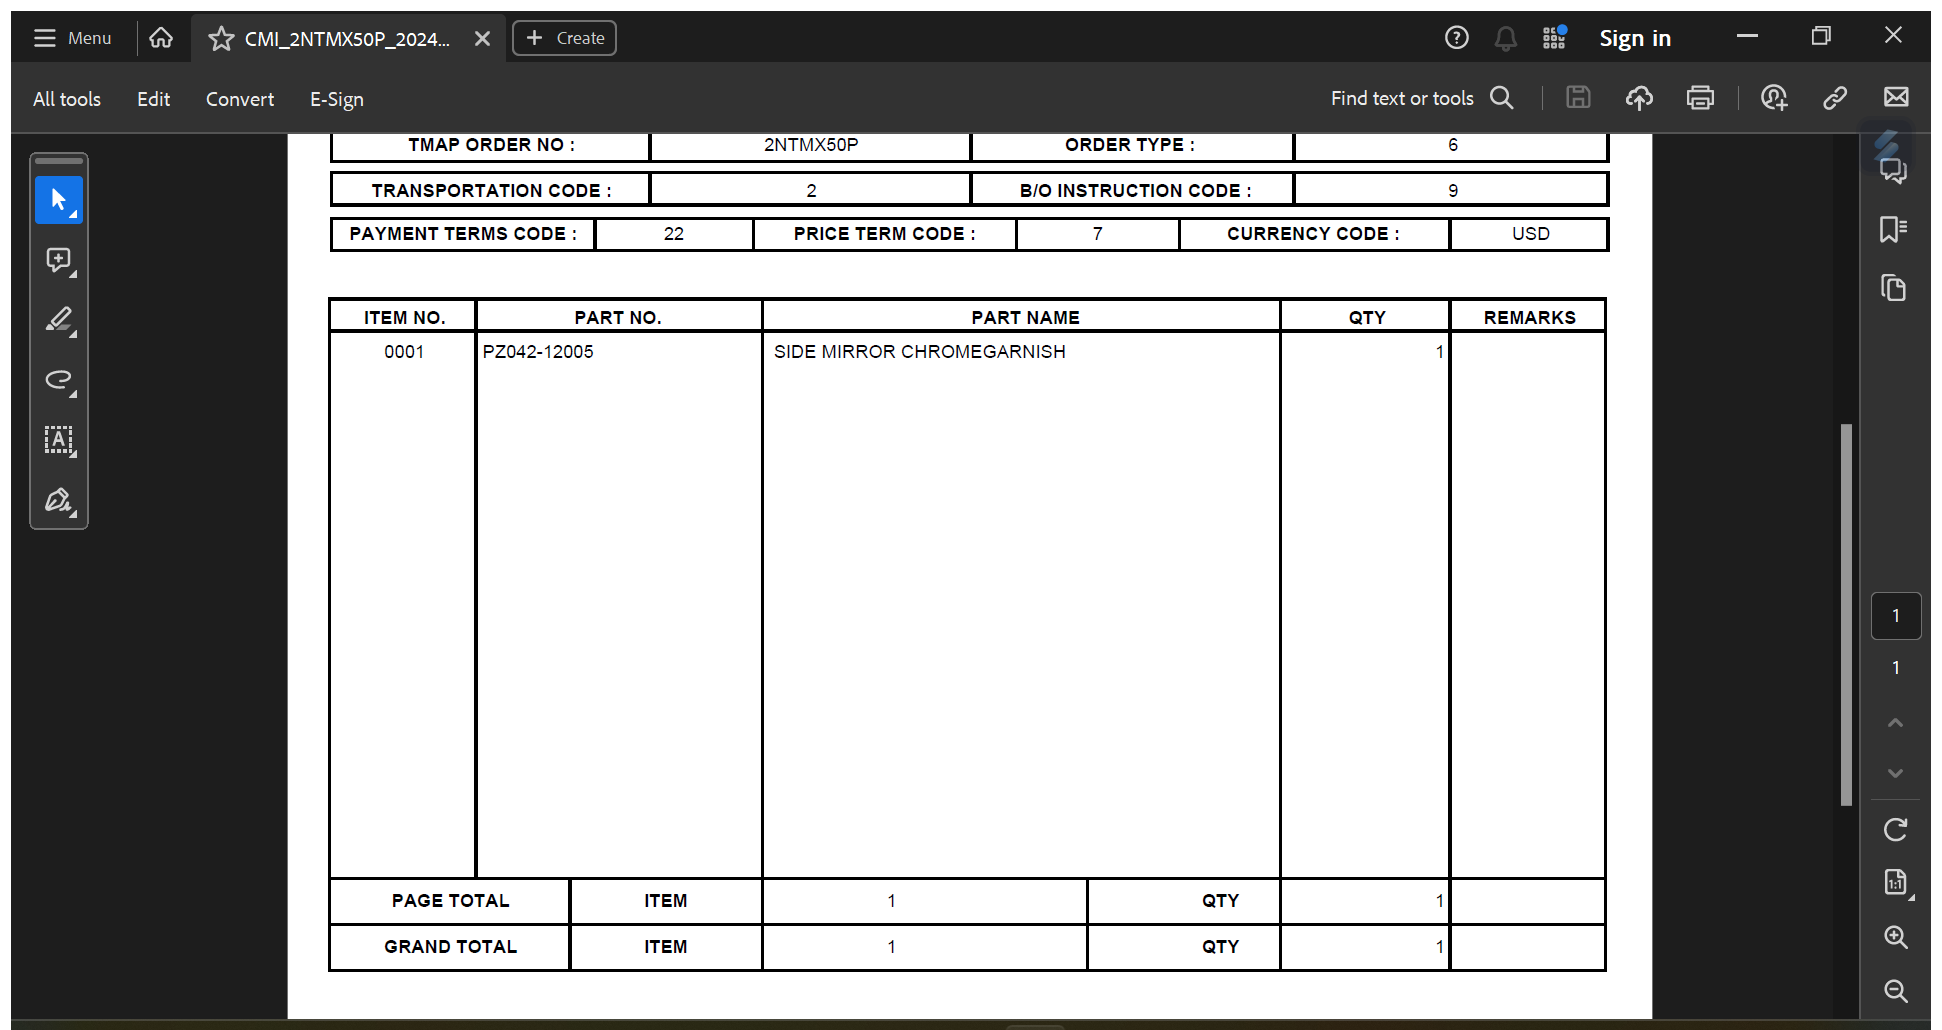 Menu CMI_2NTMX50P_2024... Create Sign in
All tools Edit Convert E-Sign Find text or tools
TMAP ORDER NO : 2NTMX50P ORDER TYPE : 6
TRANSPORTATION CODE : 2 B/O INSTRUCTION CODE : 9
PAYMENT TERMS CODE : 22 PRICE TERM CODE : 7 CURRENCY CODE : USD
ITEM NO. PART NO. PART NAME QTY REMARKS
0001 PZ042-12005 SIDE MIRROR CHROMEGARNISH 1
1
1
PAGE TOTAL ITEM 1 QTY 1
GRAND TOTAL ITEM 1 QTY 1